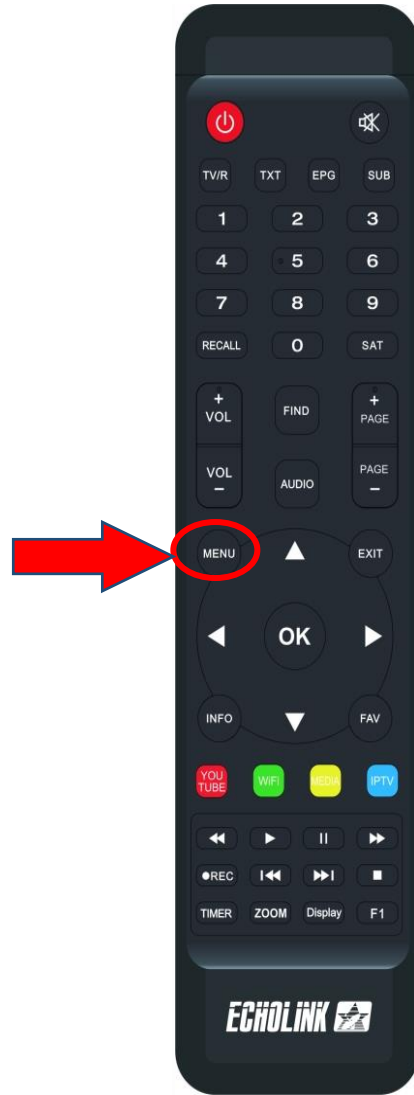 TV/R TXT EPG SUB
1 2 3
4 5 6
7 8 9
RECALL 0 SAT
+ +
VOL FIND PAGE
VOL AUDIO PAGE
- -
MENU EXIT
OK
INFO FAV
YOU TUBE WiFi MEDIA IPTV
●REC
TIMER ZOOM Display F1
ECHOLINK